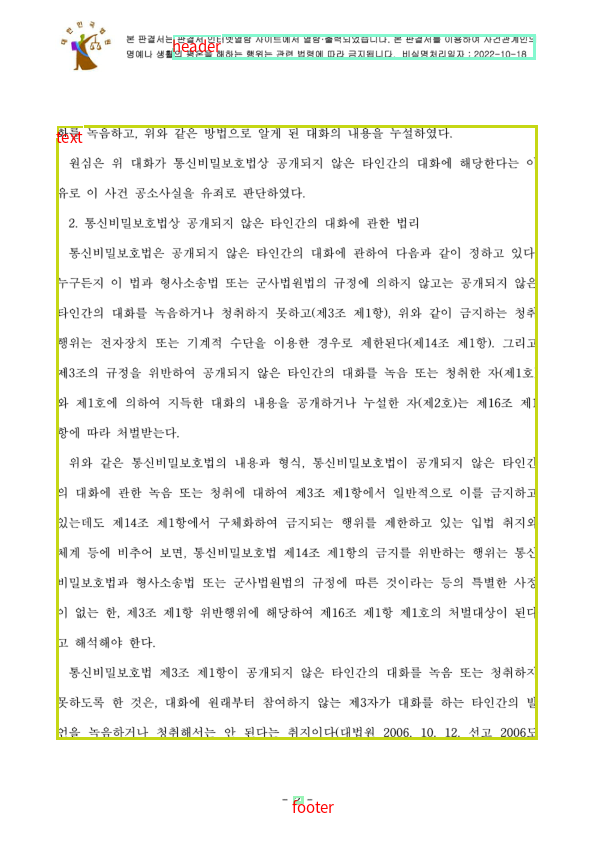 대한민국법원
본 판결서는 판결서 인터넷열람 사이트에서 열람·출력되었습니다. 본 판결서를 이용하여 사건관계인의
header
명예나 생활의 평온을 해하는 행위는 관련 법령에 따라 금지됩니다. 비실명처리일자 : 2022-10-18
text
화를 녹음하고, 위와 같은 방법으로 알게 된 대화의 내용을 누설하였다.
원심은 위 대화가 통신비밀보호법상 공개되지 않은 타인간의 대화에 해당한다는 이
유로 이 사건 공소사실을 유죄로 판단하였다.
2. 통신비밀보호법상 공개되지 않은 타인간의 대화에 관한 법리
통신비밀보호법은 공개되지 않은 타인간의 대화에 관하여 다음과 같이 정하고 있다
누구든지 이 법과 형사소송법 또는 군사법원법의 규정에 의하지 않고는 공개되지 않은
타인간의 대화를 녹음하거나 청취하지 못하고(제3조 제1항), 위와 같이 금지하는 청취
행위는 전자장치 또는 기계적 수단을 이용한 경우로 제한된다(제14조 제1항). 그리고
제3조의 규정을 위반하여 공개되지 않은 타인간의 대화를 녹음 또는 청취한 자(제1호
와 제1호에 의하여 지득한 대화의 내용을 공개하거나 누설한 자(제2호)는 제16조 제1
항에 따라 처벌받는다.
위와 같은 통신비밀보호법의 내용과 형식, 통신비밀보호법이 공개되지 않은 타인간
의 대화에 관한 녹음 또는 청취에 대하여 제3조 제1항에서 일반적으로 이를 금지하고
있는데도 제14조 제1항에서 구체화하여 금지되는 행위를 제한하고 있는 입법 취지와
체계 등에 비추어 보면, 통신비밀보호법 제14조 제1항의 금지를 위반하는 행위는 통신
비밀보호법과 형사소송법 또는 군사법원법의 규정에 따른 것이라는 등의 특별한 사정
이 없는 한, 제3조 제1항 위반행위에 해당하여 제16조 제1항 제1호의 처벌대상이 된다
고 해석해야 한다.
통신비밀보호법 제3조 제1항이 공개되지 않은 타인간의 대화를 녹음 또는 청취하지
못하도록 한 것은, 대화에 원래부터 참여하지 않는 제3자가 대화를 하는 타인간의 발
언을 녹음하거나 청취해서는 안 된다는 취지이다(대법원 2006. 10. 12. 선고 2006도
- 2 -
footer